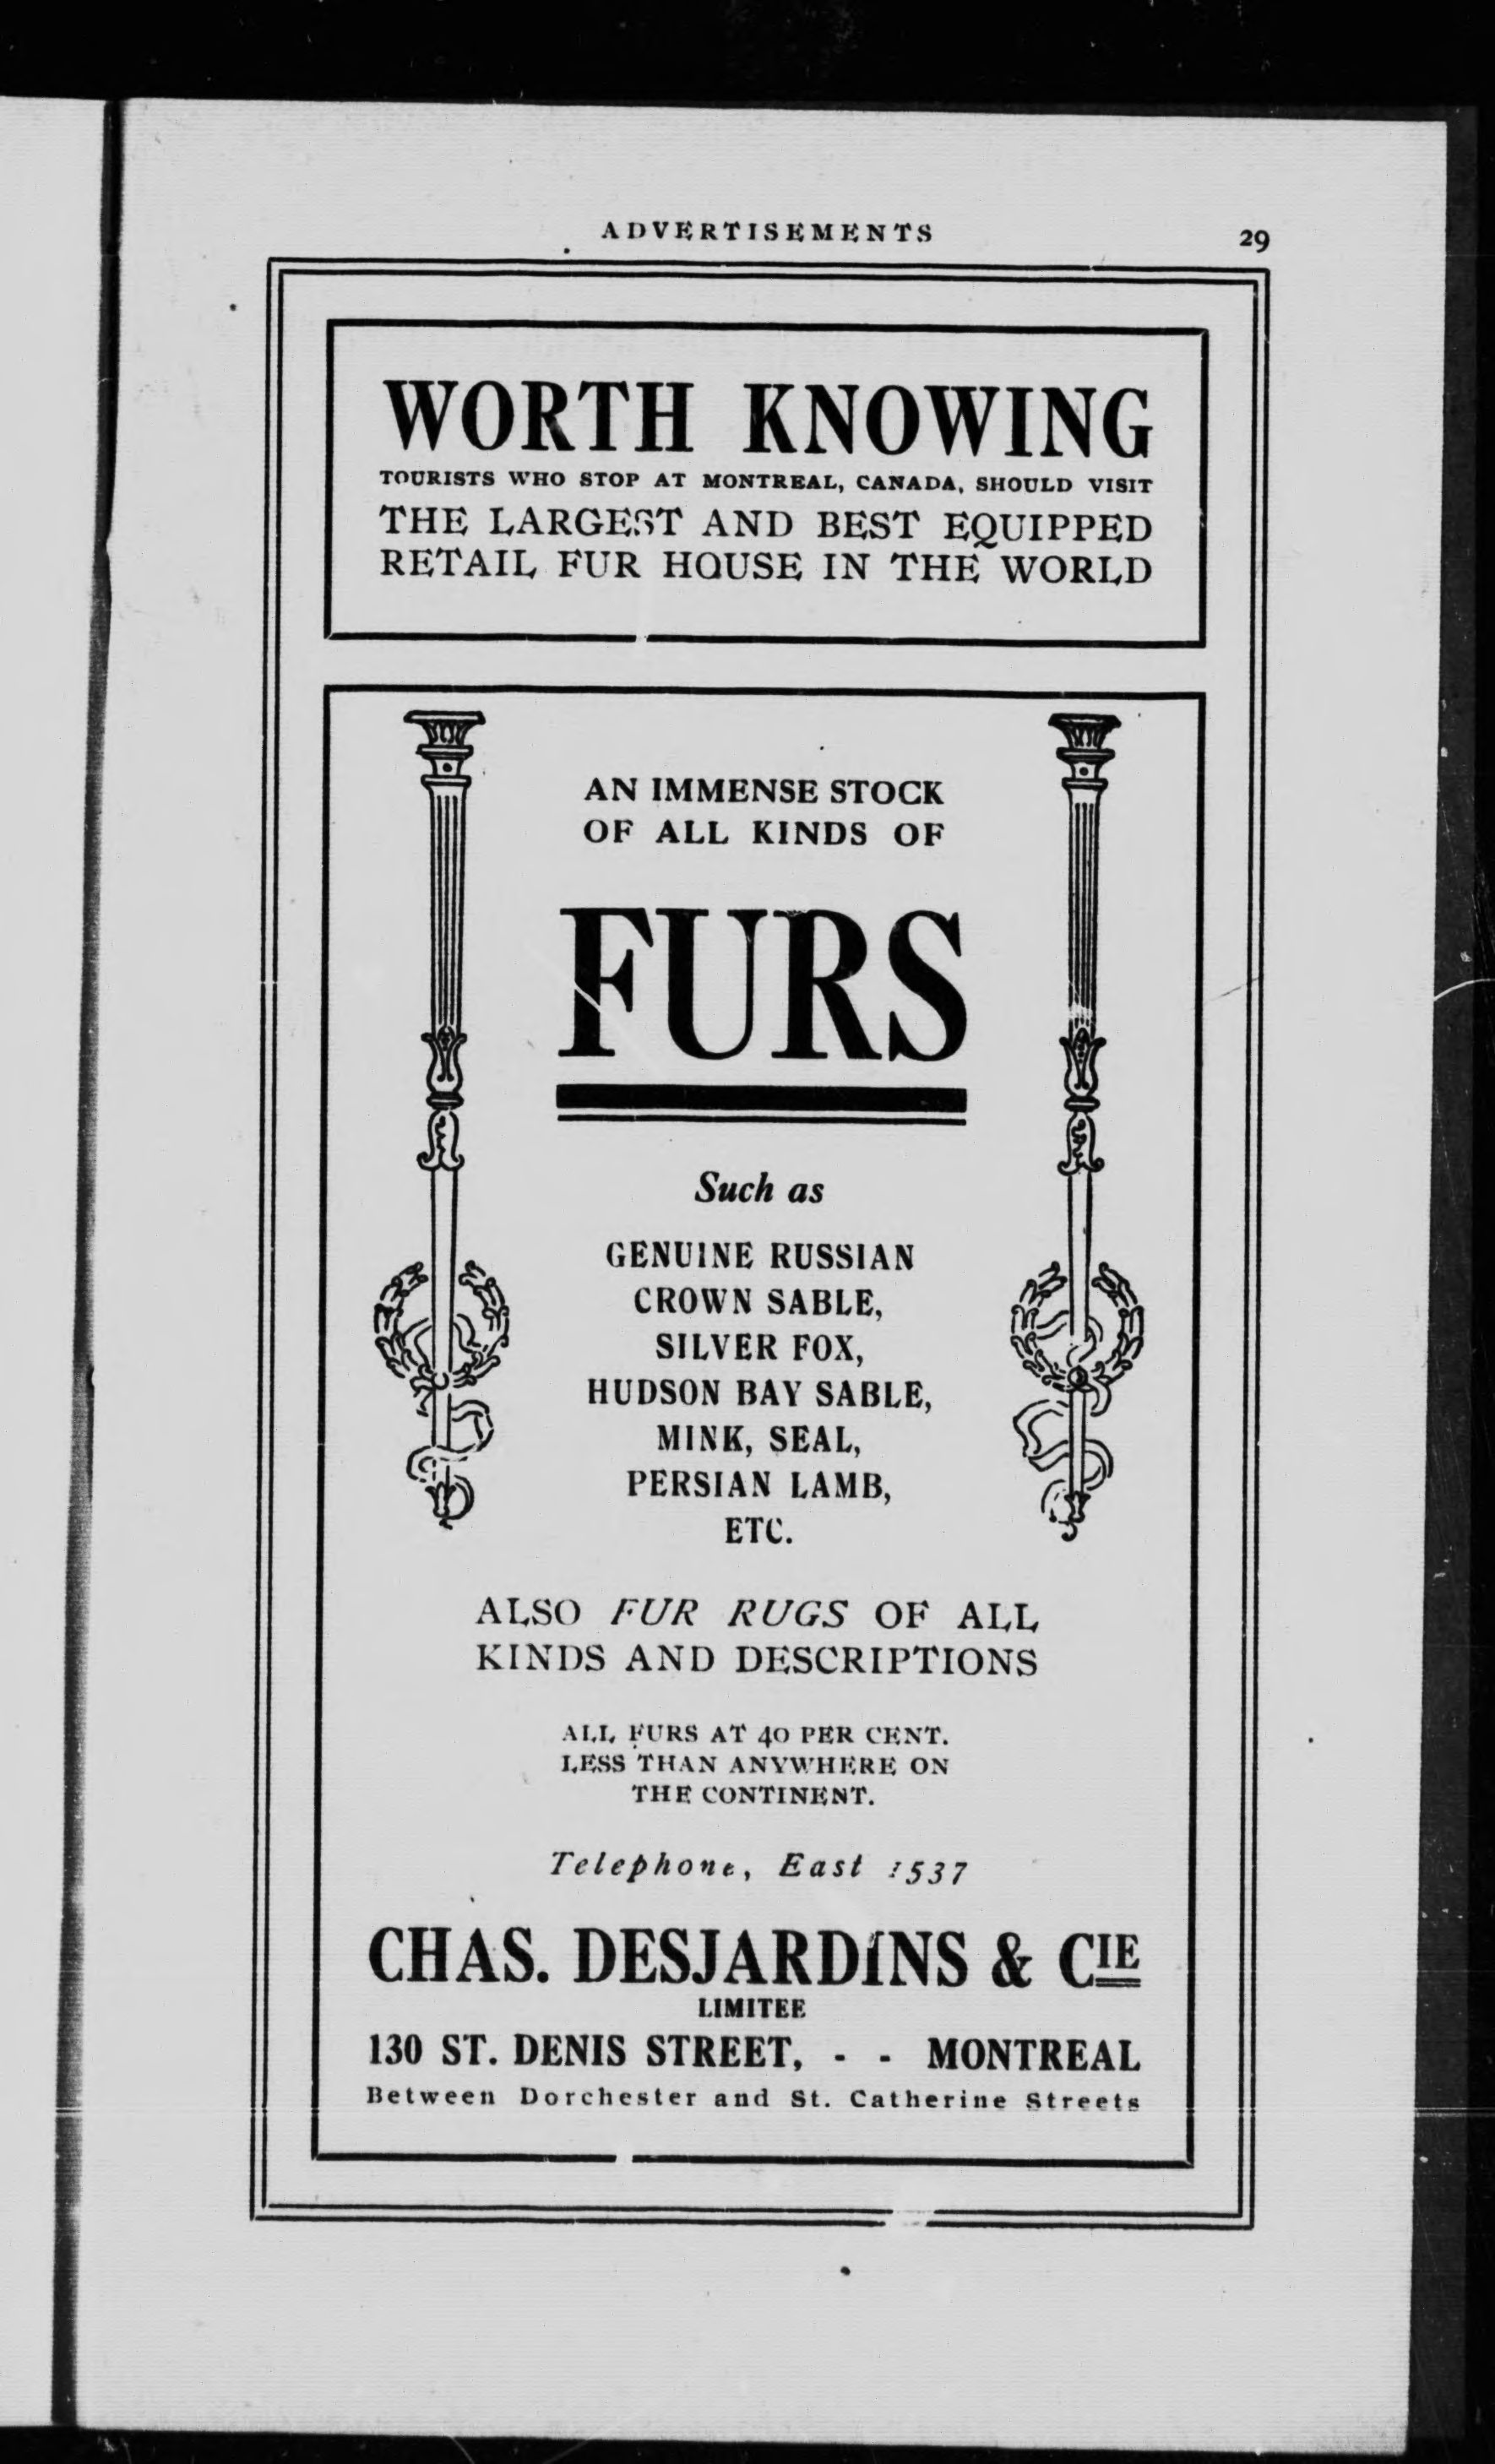 ADVERTISEMENTS 29
WORTH KNOWING
TOURISTS WHO STOP AT MONTREAL, CANADA, SHOULD VISIT
THE LARGEST AND BEST EQUIPPED
RETAIL FUR HOUSE IN THE WORLD
AN IMMENSE STOCK
OF ALL KINDS OF
FURS
Such as
GENUINE RUSSIAN
CROWN SABLE,
SILVER FOX,
HUDSON BAY SABLE,
MINK, SEAL,
PERSIAN LAMB,
ETC.
ALSO FUR RUGS OF ALL
KINDS AND DESCRIPTIONS
ALL FURS AT 40 PER CENT.
LESS THAN ANYWHERE ON
THE CONTINENT.
Telephone, East 1537
CHAS. DESJARDINS & CIE
LIMITEE
130 ST. DENIS STREET, - - MONTREAL
Between Dorchester and St. Catherine Streets